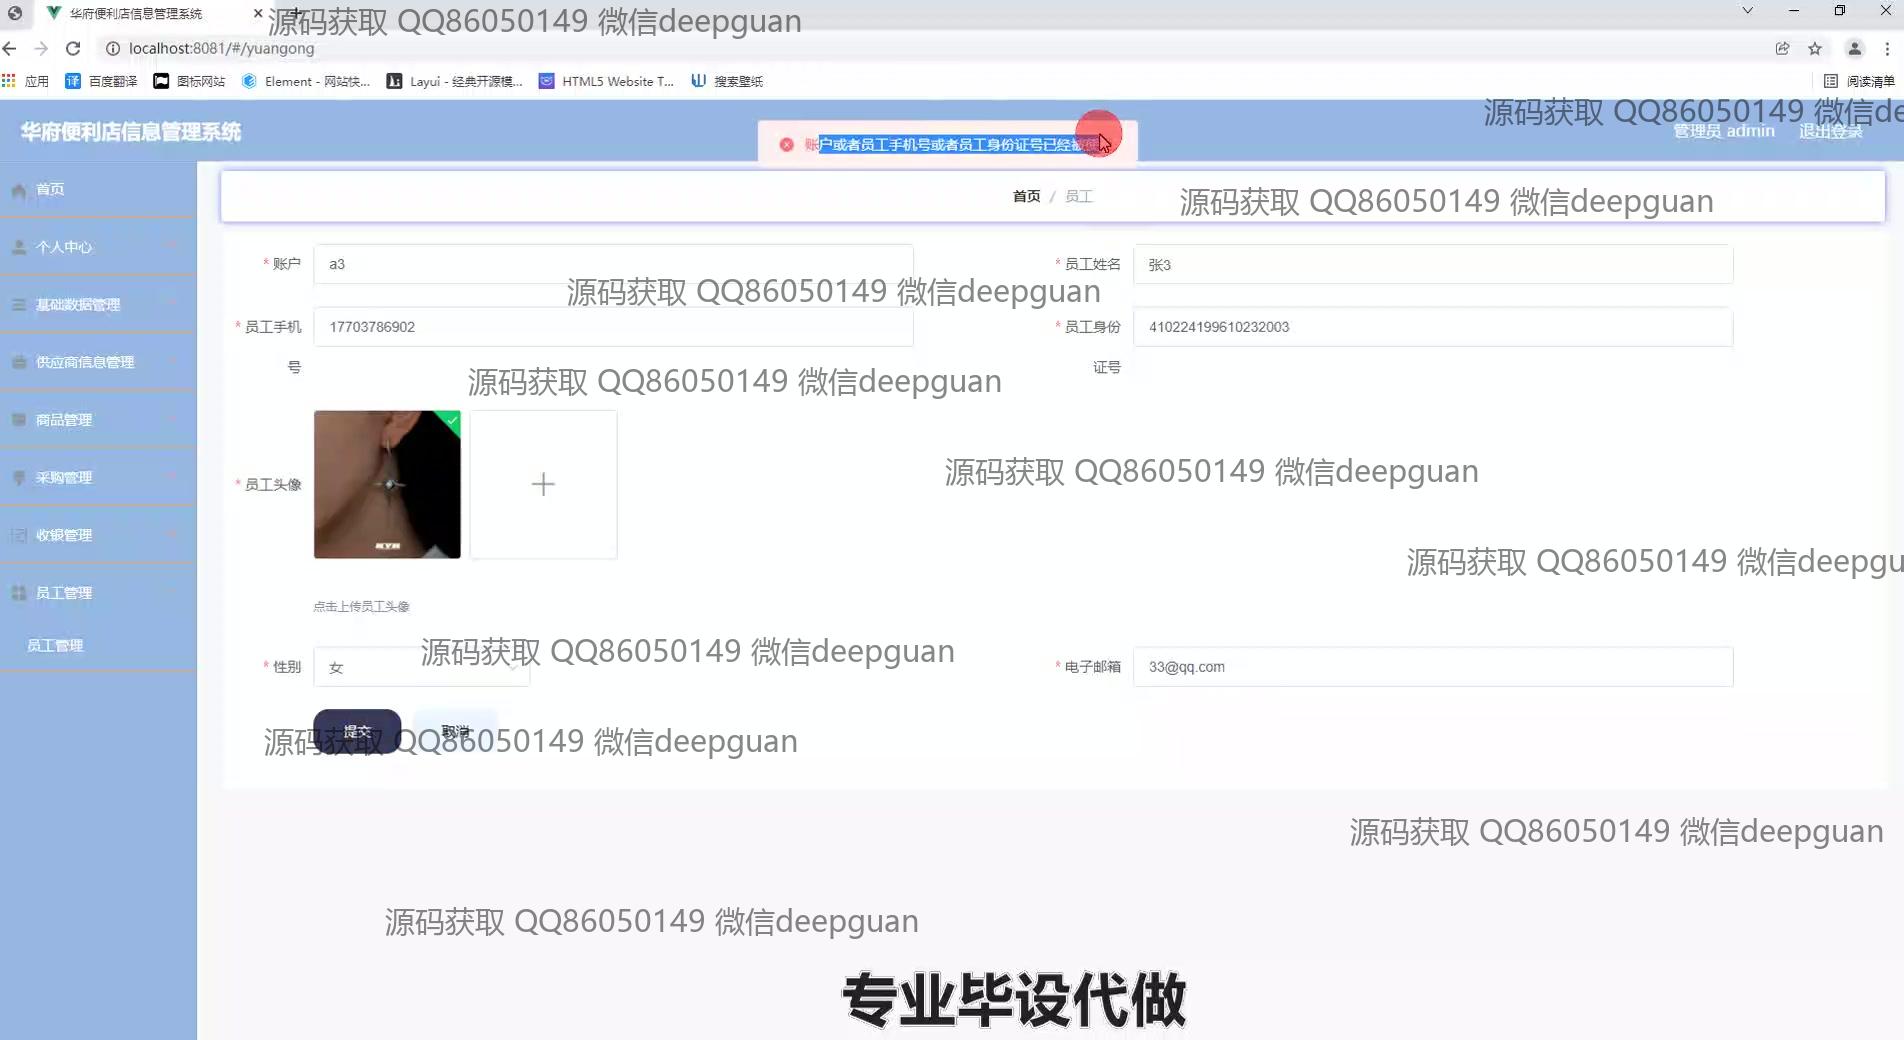 华府便利店信息管理系统
源码获取 QQ86050149 微信deepguan
localhost:8081/#/yuangong
应用
百度翻译
图标网站
Element - 网站快...
Layui - 经典开源模...
HTML5 Website T...
搜索壁纸
阅读清单
源码获取 QQ86050149 微信de
华府便利店信息管理系统
账户或者员工手机号或者员工身份证号已经被使
管理员 admin
退出登录
首页
首页 / 员工
源码获取 QQ86050149 微信deepguan
个人中心
* 账户
a3
* 员工姓名
张3
源码获取 QQ86050149 微信deepguan
基础数据管理
* 员工手机号
17703786902
* 员工身份证号
410224199610232003
供应商信息管理
源码获取 QQ86050149 微信deepguan
商品管理
采购管理
* 员工头像
源码获取 QQ86050149 微信deepguan
收银管理
源码获取 QQ86050149 微信deepgu
员工管理
点击上传员工头像
员工管理
源码获取 QQ86050149 微信deepguan
* 性别
女
* 电子邮箱
33@qq.com
提交
取消
源码获取 QQ86050149 微信deepguan
源码获取 QQ86050149 微信deepguan
源码获取 QQ86050149 微信deepguan
专业毕设代做